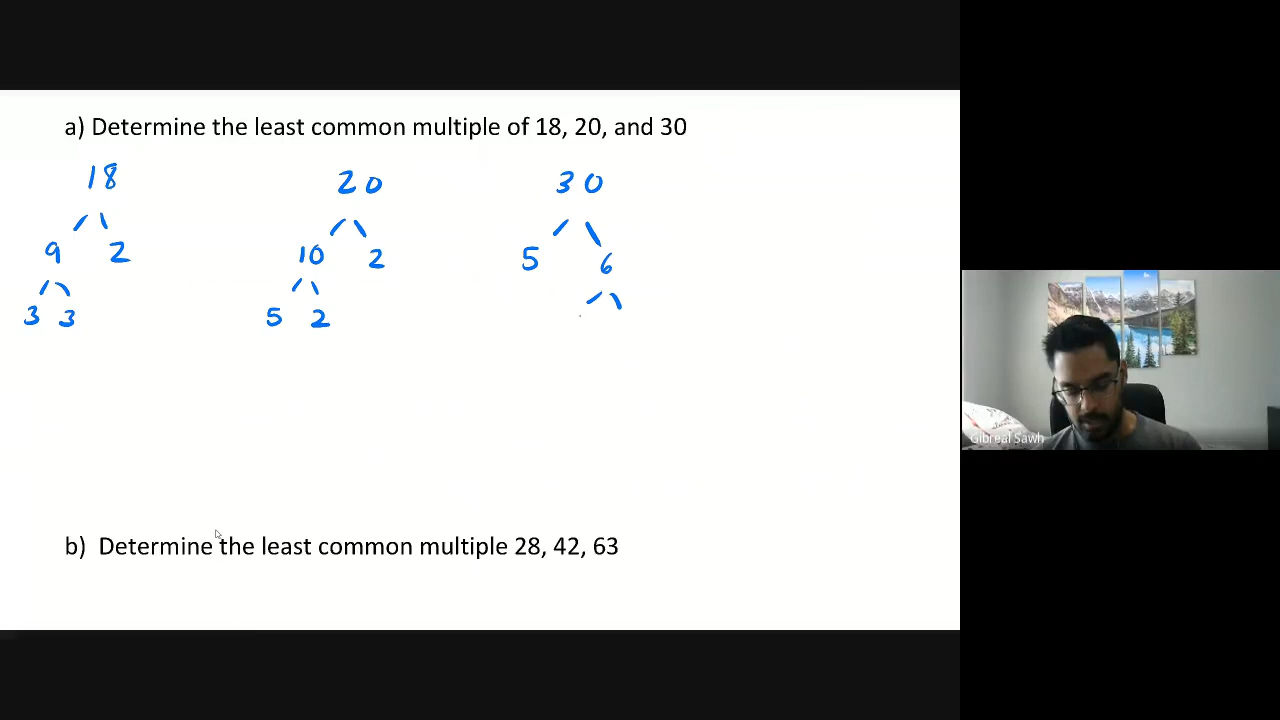 a) Determine the least common multiple of 18, 20, and 30
18 20 30
9 2 10 2 5 6
3 3 5 2
Gibreal Sawh
b) Determine the least common multiple 28, 42, 63